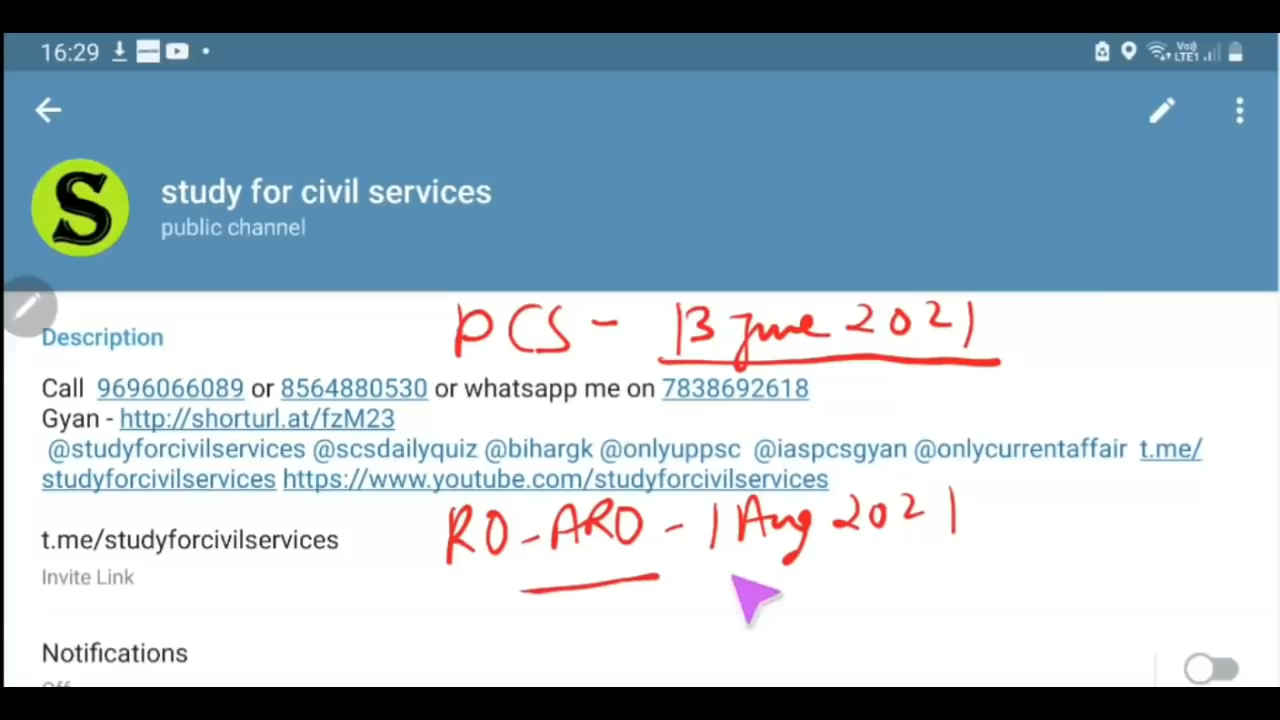 16:29
Vo))
LTE1
S
study for civil services
public channel
PCS - 13 June 2021
Description
Call 9696066089 or 8564880530 or whatsapp me on 7838692618
Gyan - http://shorturl.at/fzM23
@studyforcivilservices @scsdailyquiz @bihargk @onlyuppsc @iaspcsgyan @onlycurrentaffair t.me/
studyforcivilservices https://www.youtube.com/studyforcivilservices
RO-ARO - 1 Aug 2021
t.me/studyforcivilservices
Invite Link
Notifications